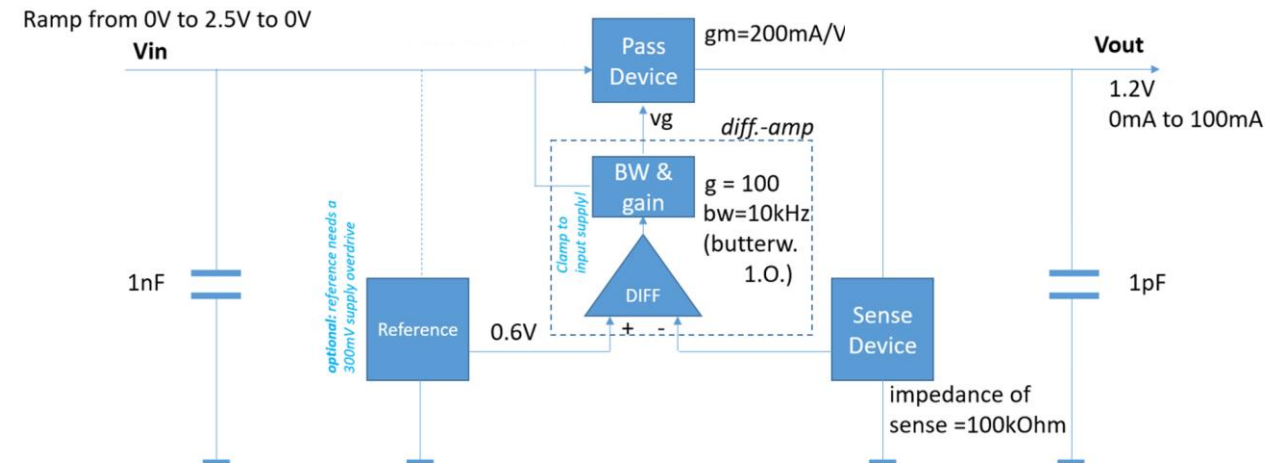 Ramp from 0V to 2.5V to 0V
Vin
Pass
Device
gm=200mA/V
Vout
1.2V
0mA to 100mA
vg
diff.-amp
BW &
gain
g = 100
bw=10kHz
(butterw.
1.O.)
Clamp to
input supply!
DIFF
+ -
1nF
optional: reference needs a
300mV supply overdrive
Reference
0.6V
Sense
Device
1pF
impedance of
sense =100kOhm